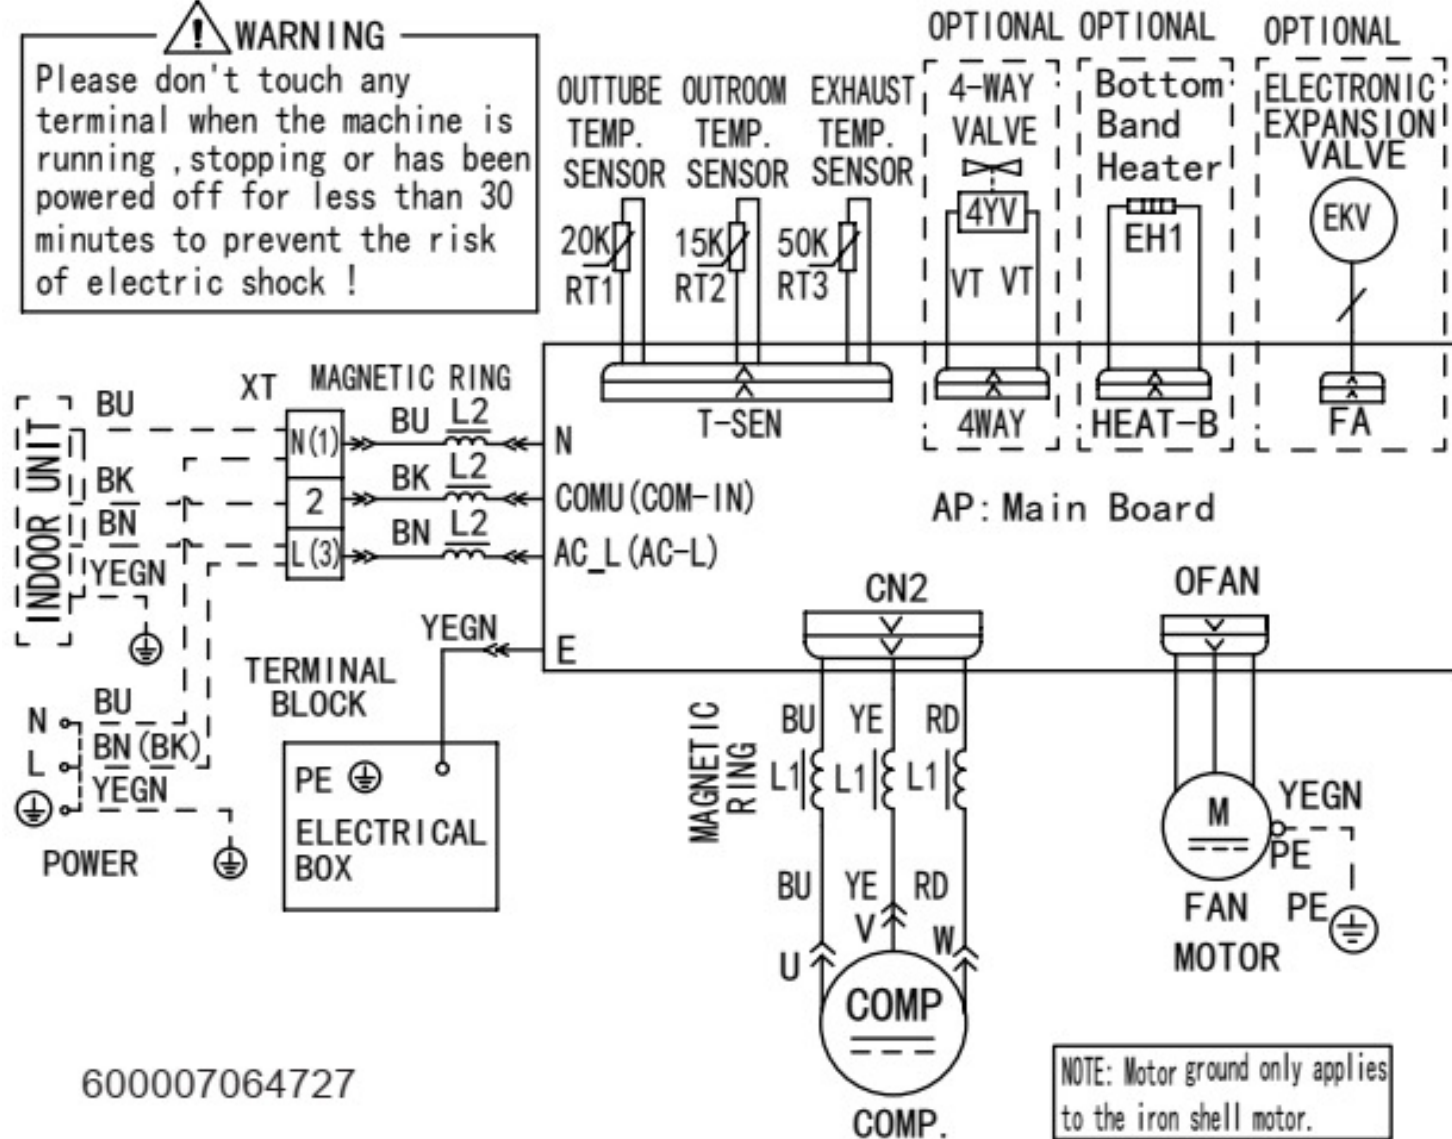 WARNING
Please don't touch any
terminal when the machine is
running ,stopping or has been
powered off for less than 30
minutes to prevent the risk
of electric shock !
OUTTUBE
TEMP.
SENSOR
20K
RT1
OUTROOM
TEMP.
SENSOR
15K
RT2
EXHAUST
TEMP.
SENSOR
50K
RT3
T-SEN
OPTIONAL
4-WAY
VALVE
4YV
VT VT
4WAY
OPTIONAL
Bottom
Band
Heater
EH1
HEAT-B
OPTIONAL
ELECTRONIC
EXPANSION
VALVE
EKV
FA
INDOOR UNIT
BU
BK
BN
YEGN
XT
N(1)
2
L(3)
MAGNETIC RING
BU L2
BK L2
BN L2
N
COMU(COM-IN)
AC_L(AC-L)
E
AP:Main Board
YEGN
TERMINAL
BLOCK
PE
ELECTRICAL
BOX
N BU
L BN(BK)
YEGN
POWER
CN2
MAGNETIC
RING
BU YE RD
L1 L1 L1
BU YE RD
U V W
COMP
COMP.
OFAN
M
YEGN
PE
FAN
MOTOR
PE
600007064727
NOTE: Motor ground only applies
to the iron shell motor.